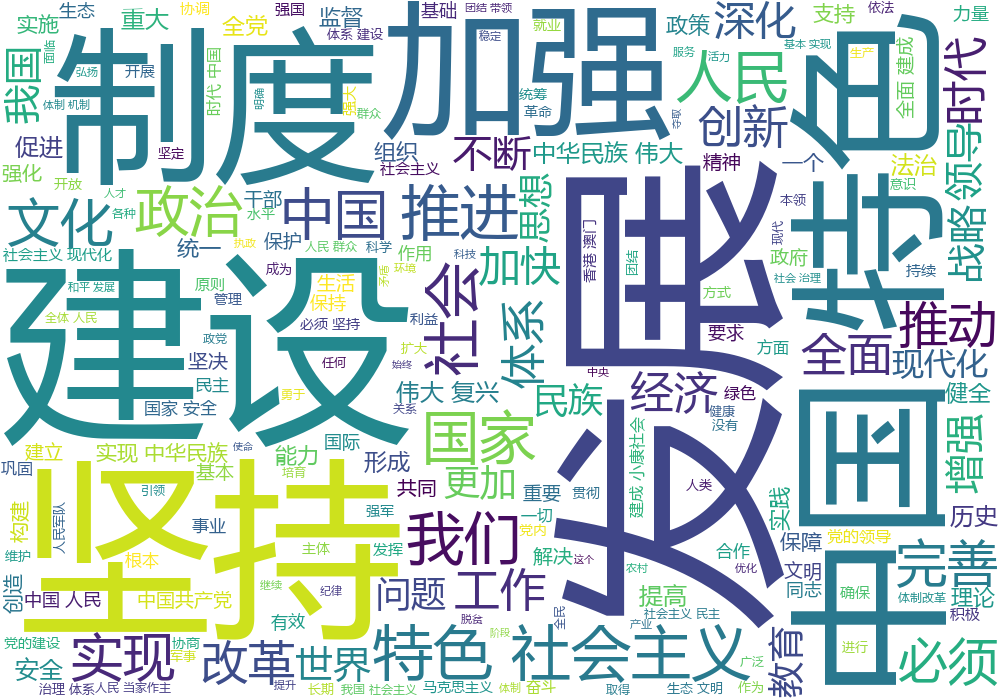 生态
重大
协调
强国
团结 带领
基础
政策
深化
支持
依法
力量
实施
全党
体系 建设
监督
就业
加强
我国
面临
制度
稳定
服务
活力
人民
基本 实现
生产
全面 建成
时代
弘扬
开展
时代 中国
体制 机制
明确
强大
群众
统筹
革命
夺取
创新
中国特色
促进
坚定
组织
社会主义
不断
中华民族 伟大
精神
一个
法治
领导
强化
开放
人才
政治
干部
中国
推进
思想
香港 澳门
意识
本领
战略
文化
各种
水平
统一
执政
保护
人民 群众
科学
作用
科技
加快
团结
现代
政府
持续
社会主义 现代化
成为
矛盾
环境
社会
发展
社会 治理
和平 发展
原则
管理
生活
保持
方式
建设
全体 人民
必须 坚持
利益
体系
要求
推动
政党
扩大
方面
全面
坚决
任何
始终
中央
现代化
民主
勇于
伟大 复兴
民族
经济
绿色
健全
国家 安全
关系
国家
健康
没有
建立
实现 中华民族
使命
国际
建成 小康社会
增强
巩固
基本
能力
培育
形成
更加
坚持
引领
共同
重要
贯彻
人类
实践
构建
人民军队
事业
强军
我们
一切
党内
历史
维护
根本
主体
发挥
解决
这个
合作
保障
党的领导
完善
创造
继续
纪律
问题
工作
农村
优化
文明
同志
确保
体制改革
理论
中国 人民
中国共产党
有效
脱贫
提高
全民
社会主义 民主
产业
积极
党的建设
协商
军事
实现
改革
世界
特色 社会主义
阶段
教育
进行
必须
安全
广泛
治理 体系
人民 当家作主
提升
长期
我国 社会主义
马克思主义
体制
奋斗
取得
生态 文明
作为